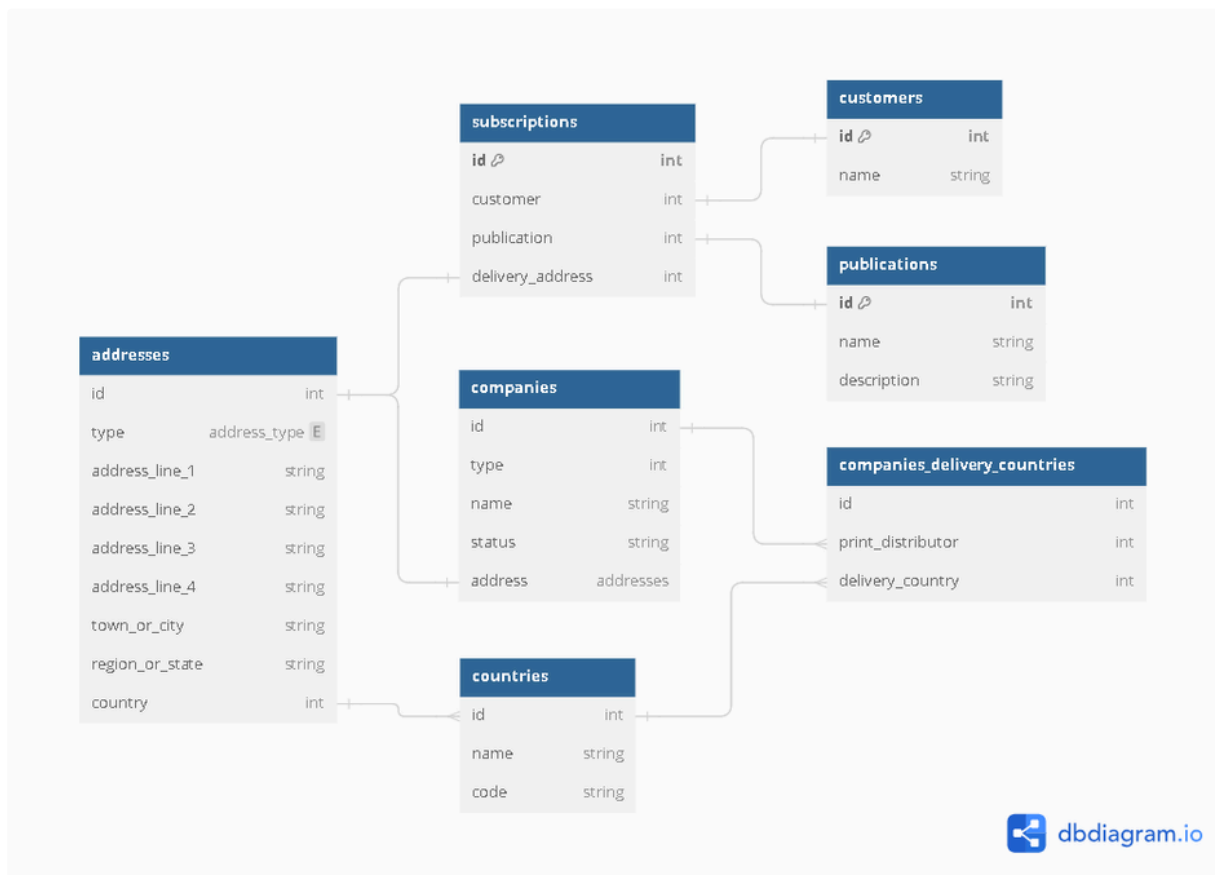 subscriptions
id int
customer int
publication int
delivery_address int
customers
id int
name string
publications
id int
name string
description string
addresses
id int
type address_type E
address_line_1 string
address_line_2 string
address_line_3 string
address_line_4 string
town_or_city string
region_or_state string
country int
companies
id int
type int
name string
status string
address addresses
companies_delivery_countries
id int
print_distributor int
delivery_country int
countries
id int
name string
code string
dbdiagram.io